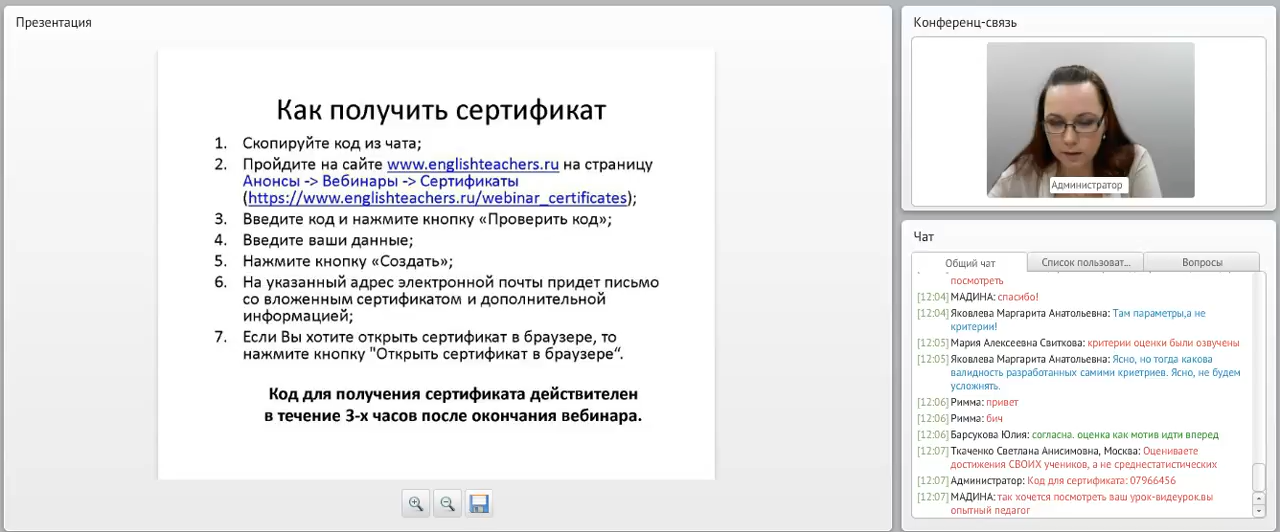 Презентация
Как получить сертификат
1. Скопируйте код из чата;
2. Пройдите на сайте www.englishteachers.ru на страницу
Анонсы -> Вебинары -> Сертификаты
(https://www.englishteachers.ru/webinar_certificates);
3. Введите код и нажмите кнопку «Проверить код»;
4. Введите ваши данные;
5. Нажмите кнопку «Создать»;
6. На указанный адрес электронной почты придет письмо
со вложенным сертификатом и дополнительной
информацией;
7. Если Вы хотите открыть сертификат в браузере, то
нажмите кнопку "Открыть сертификат в браузере“.
Код для получения сертификата действителен
в течение 3-х часов после окончания вебинара.
Конференц-связь
Администратор
Чат
Общий чат
Список пользоват...
Вопросы
посмотреть
[12:04] МАДИНА: спасибо!
[12:04] Яковлева Маргарита Анатольевна: Там параметры,а не
критерии!
[12:05] Мария Алексеевна Свиткова: критерии оценки были озвучены
[12:05] Яковлева Маргарита Анатольевна: Ясно, но тогда какова
валидность разработанных самими криетриев. Ясно, не будем
усложнять.
[12:06] Римма: привет
[12:06] Римма: бич
[12:06] Барсукова Юлия: согласна. оценка как мотив идти вперед
[12:07] Ткаченко Светлана Анисимовна, Москва: Оцениваете
достижения СВОИХ учеников, а не среднестатистических
[12:07] Администратор: Код для сертификата: 07966456
[12:07] МАДИНА: так хочется посмотреть ваш урок-видеурок.вы
опытный педагог